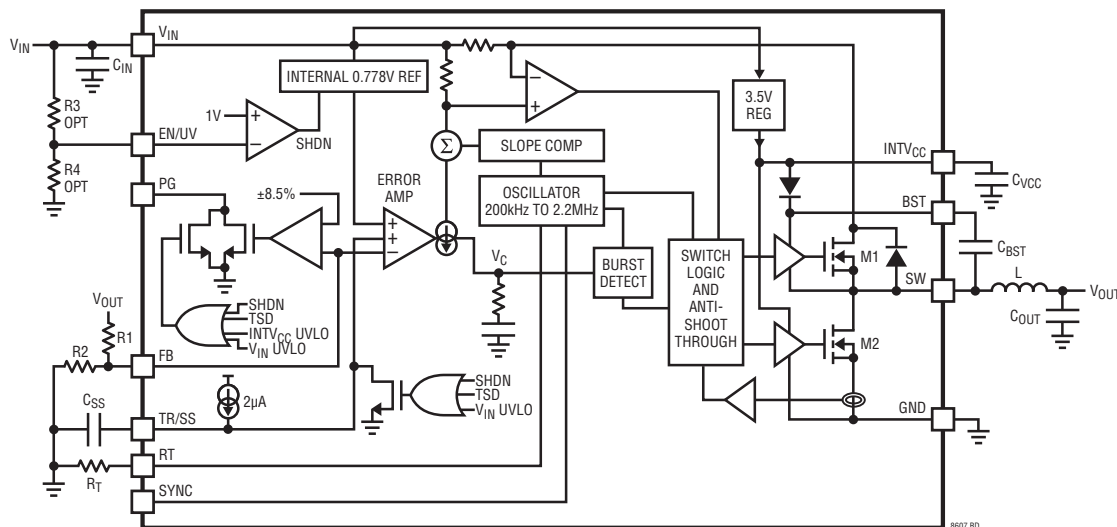 VIN
VIN
CIN
R3
OPT
EN/UV
R4
OPT
PG
INTERNAL 0.778V REF
1V
+
−
SHDN
±8.5%
ERROR
AMP
+
+
−
−
+
Σ
SLOPE COMP
OSCILLATOR
200kHz TO 2.2MHz
VC
BURST
DETECT
SWITCH
LOGIC
AND
ANTI-
SHOOT
THROUGH
3.5V
REG
INTVCC
CVCC
BST
CBST
M1
SW
L
VOUT
COUT
M2
GND
SHDN
TSD
INTVCC UVLO
VIN UVLO
VOUT
R1
R2
FB
CSS
TR/SS
2µA
SHDN
TSD
VIN UVLO
RT
RT
SYNC
8607 BD